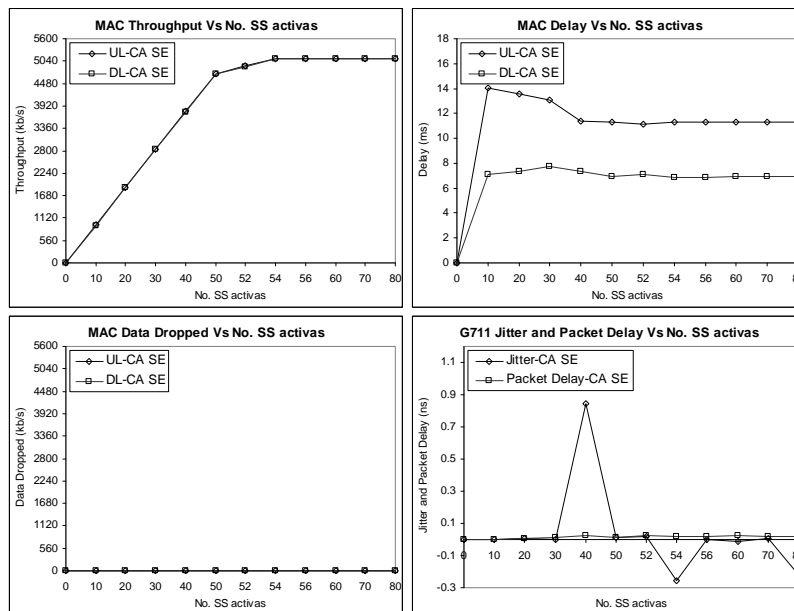 MAC Throughput Vs No. SS activas
5600
5040
4480
3920
3360
2800
2240
1680
1120
560
0
Throughput (kb/s)
UL-CA SE
DL-CA SE
0 10 20 30 40 50 52 54 56 60 70 80
No. SS activas
MAC Delay Vs No. SS activas
18
16
14
12
10
8
6
4
2
0
Delay (ms)
UL-CA SE
DL-CA SE
0 10 20 30 40 50 52 54 56 60 70
No. SS activas
MAC Data Dropped Vs No. SS activas
5600
5040
4480
3920
3360
2800
2240
1680
1120
560
0
Data Dropped (kb/s)
UL-CA SE
DL-CA SE
0 10 20 30 40 50 52 54 56 60 70 80
No. SS activas
G711 Jitter and Packet Delay Vs No. SS activas
1.1
0.9
0.7
0.5
0.3
0.1
-0.1
-0.3
Jitter and Packet Delay (ns)
Jitter-CA SE
Packet Delay-CA SE
0 10 20 30 40 50 52 54 56 60 70
No. SS activas